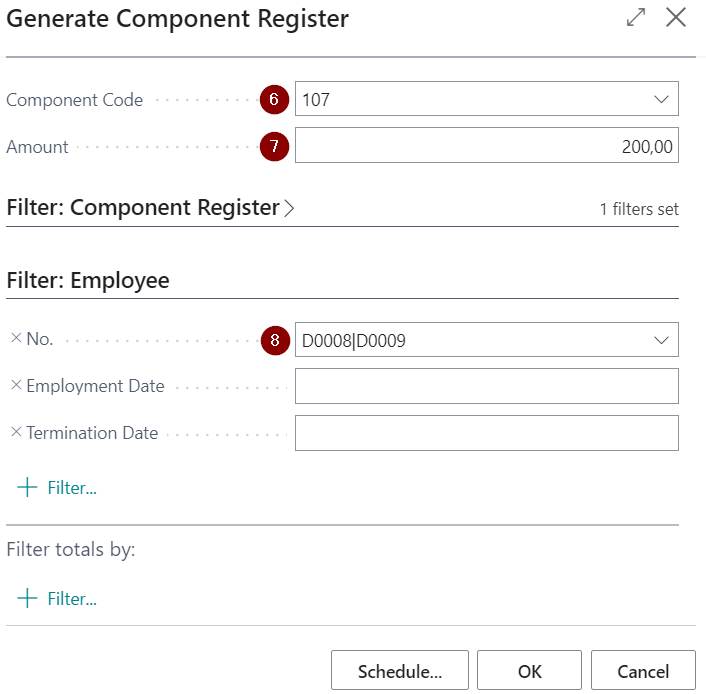 Generate Component Register
Component Code 6 107
Amount 7 200,00
Filter: Component Register 1 filters set
Filter: Employee
No. 8 D0008|D0009
Employment Date
Termination Date
Filter...
Filter totals by:
Filter...
Schedule... OK Cancel